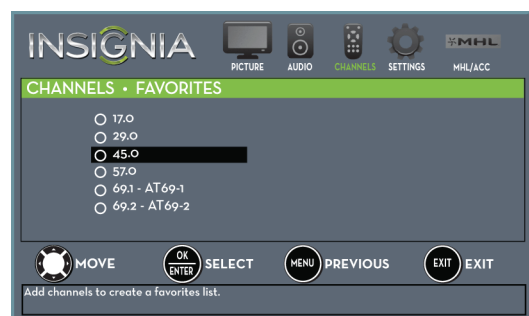 INSIGNIA
PICTURE AUDIO CHANNELS SETTINGS MHL MHL/ACC
CHANNELS • FAVORITES
17.0
29.0
45.0
57.0
69.1 - AT69-1
69.2 - AT69-2
MOVE OK ENTER SELECT MENU PREVIOUS EXIT EXIT
Add channels to create a favorites list.